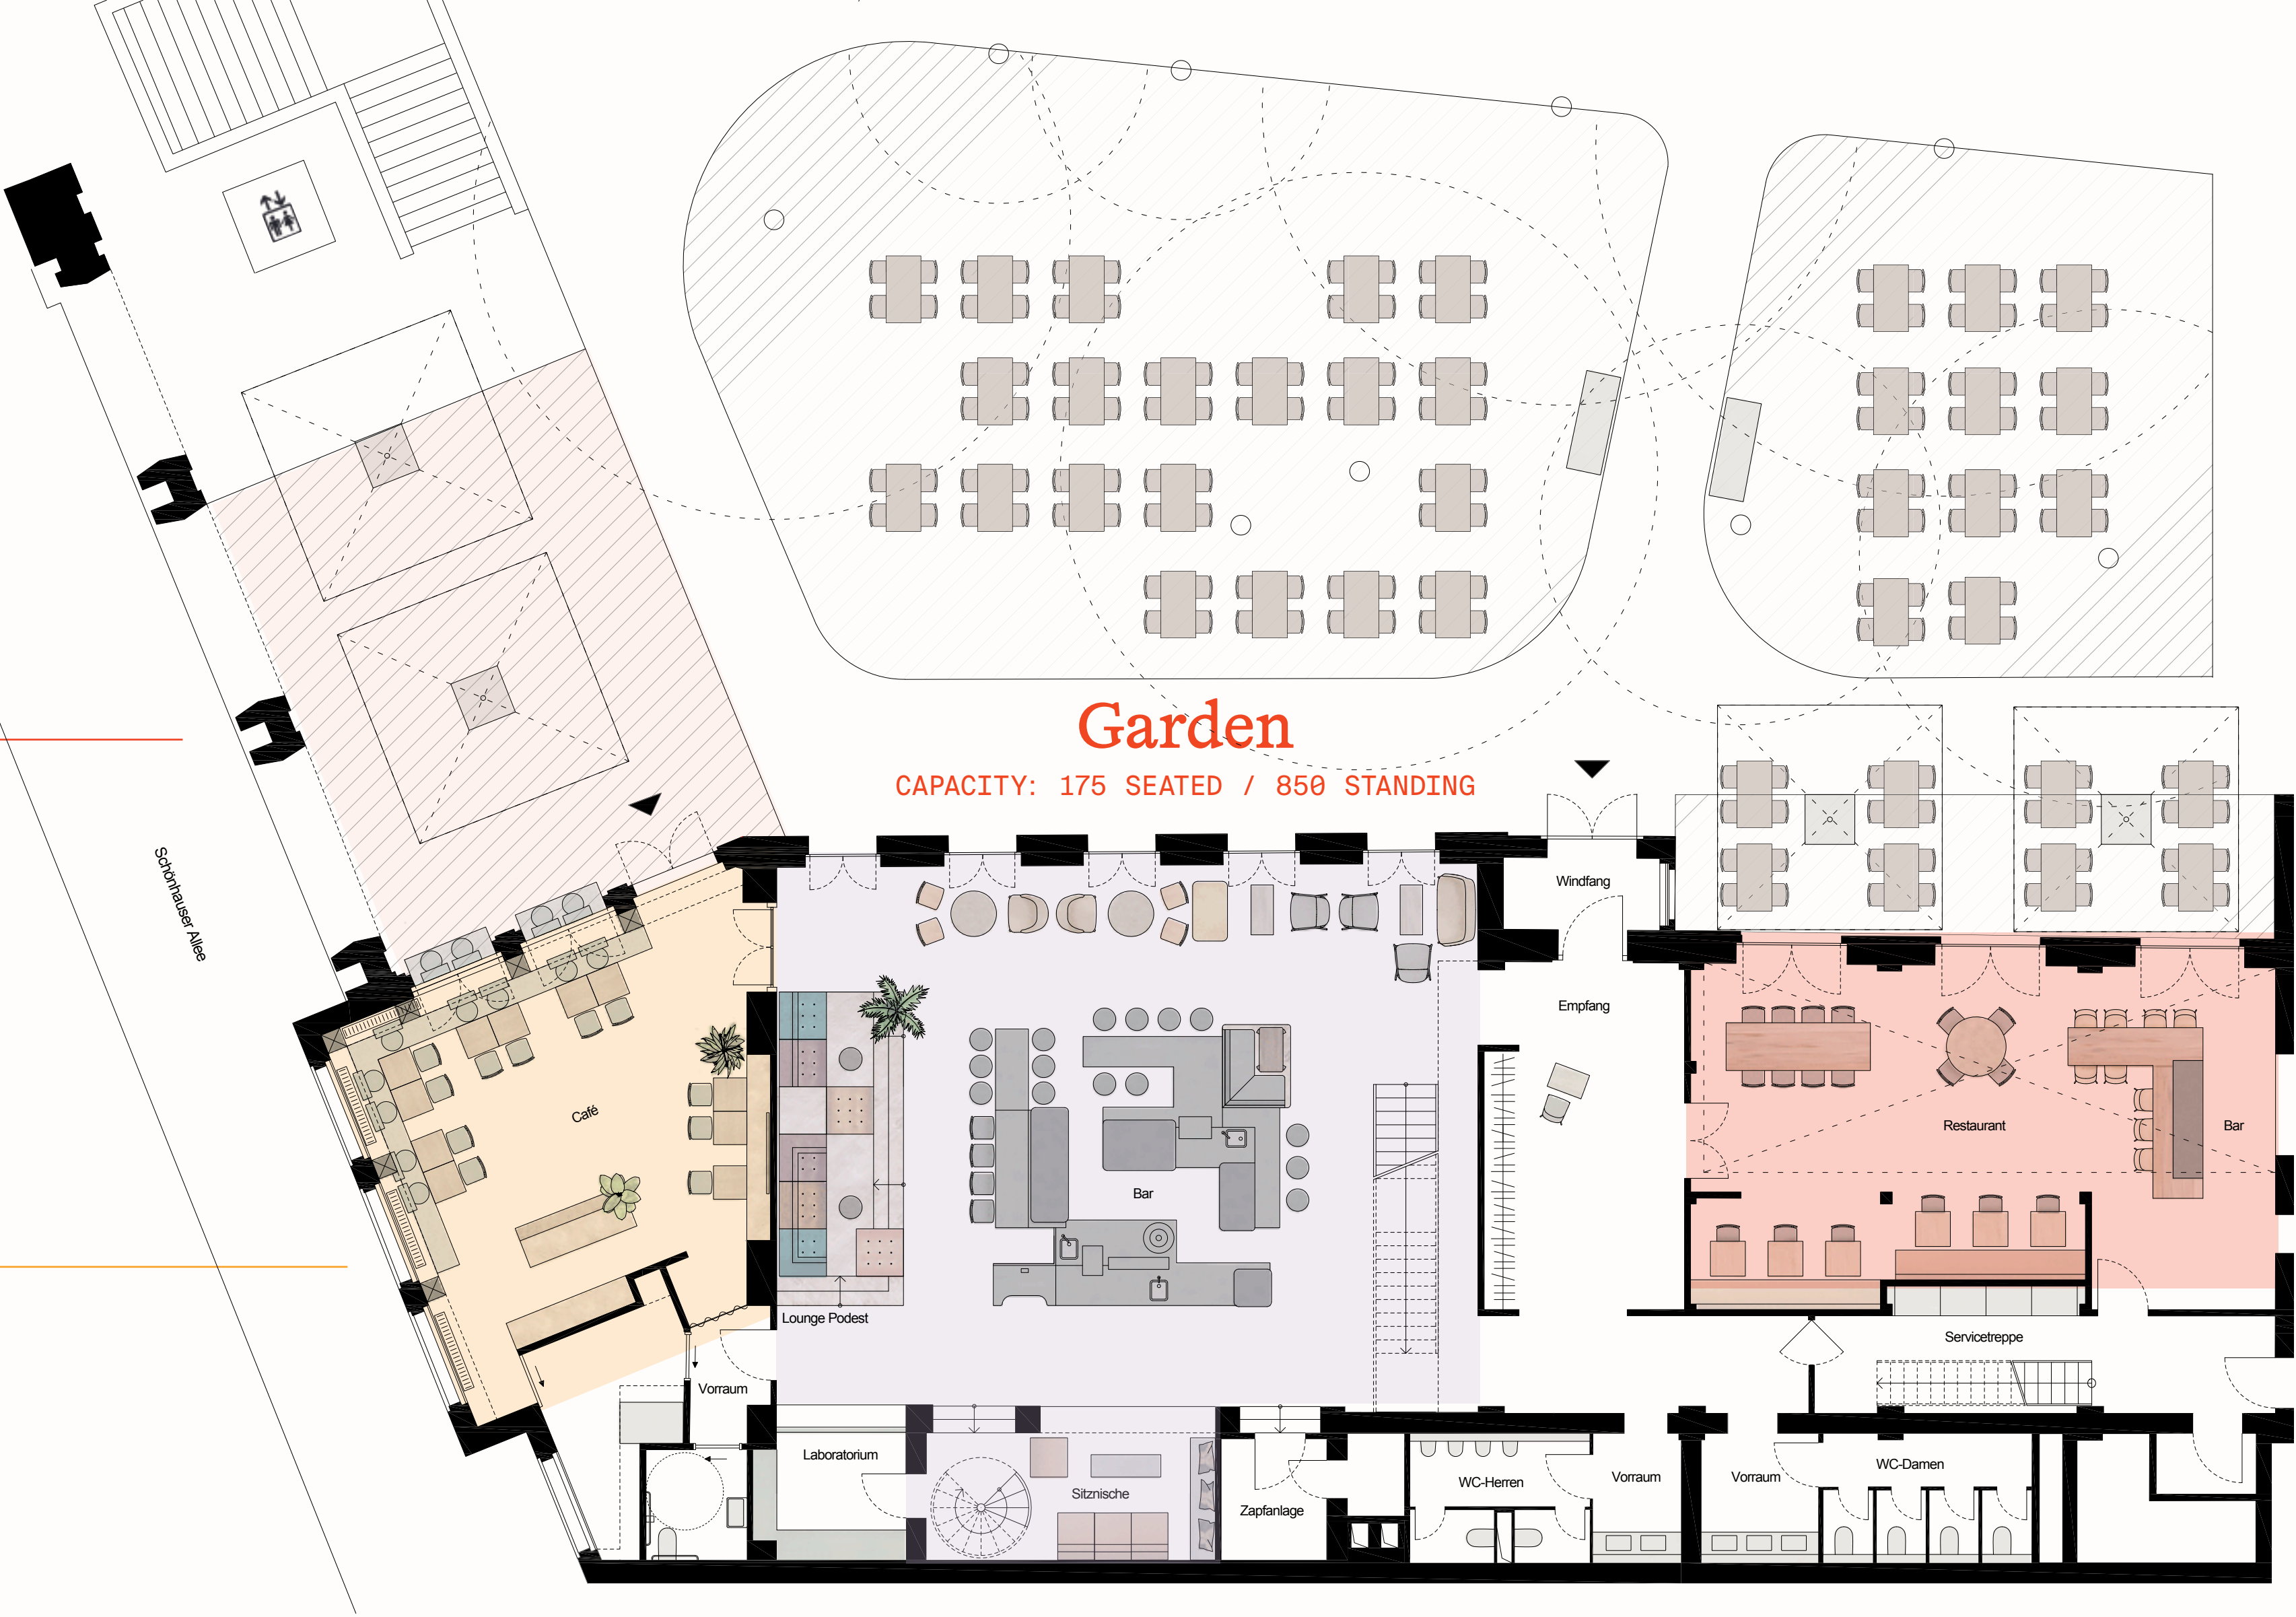 Garden
CAPACITY: 175 SEATED / 850 STANDING
Schönhauser Allee
Windfang
Empfang
Café
Restaurant
Bar
Bar
Lounge Podest
Servicetreppe
Vorraum
Laboratorium
Sitznische
Zapfanlage
WC-Herren
Vorraum
Vorraum
WC-Damen